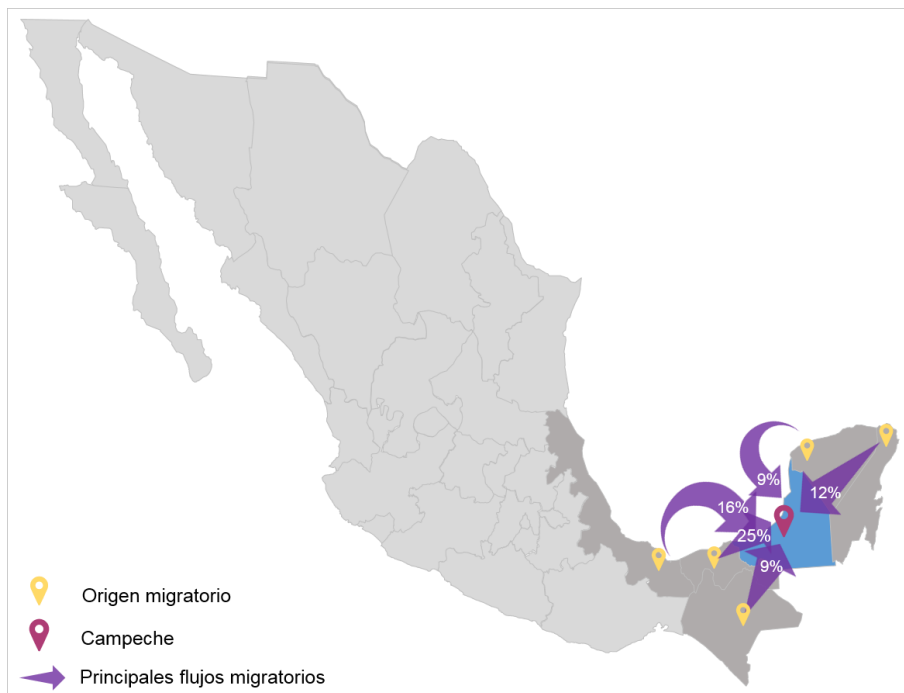 9%
12%
16%
25%
9%
Origen migratorio
Campeche
Principales flujos migratorios